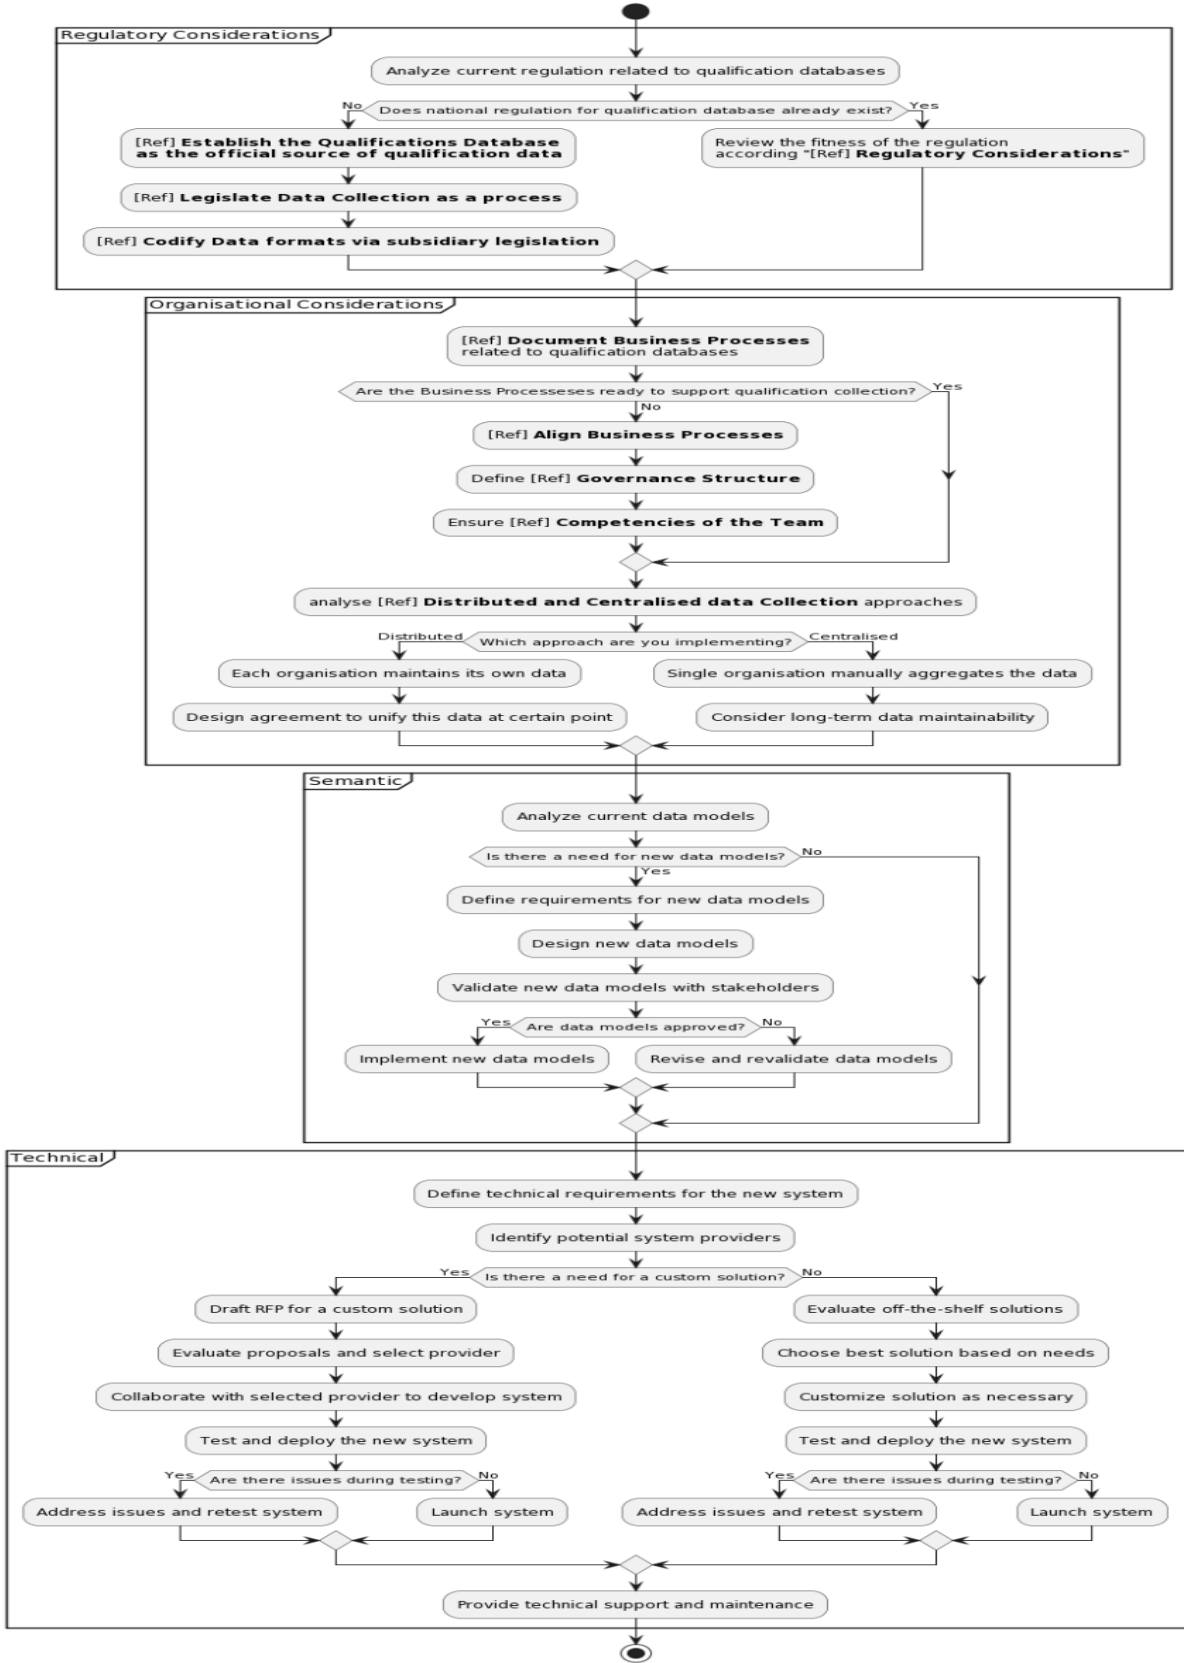 Regulatory Considerations
Analyze current regulation related to qualification databases
No
Does national regulation for qualification database already exist?
Yes
[Ref] Establish the Qualifications Database
as the official source of qualification data
Review the fitness of the regulation
according "[Ref] Regulatory Considerations"
[Ref] Legislate Data Collection as a process
[Ref] Codify Data formats via subsidiary legislation
Organisational Considerations
[Ref] Document Business Processes
related to qualification databases
Are the Business Processeses ready to support qualification collection?
Yes
No
[Ref] Align Business Processes
Define [Ref] Governance Structure
Ensure [Ref] Competencies of the Team
analyse [Ref] Distributed and Centralised data Collection approaches
Distributed
Which approach are you implementing?
Centralised
Each organisation maintains its own data
Single organisation manually aggregates the data
Design agreement to unify this data at certain point
Consider long-term data maintainability
Semantic
Analyze current data models
Is there a need for new data models?
No
Yes
Define requirements for new data models
Design new data models
Validate new data models with stakeholders
Yes
Are data models approved?
No
Implement new data models
Revise and revalidate data models
Technical
Define technical requirements for the new system
Identify potential system providers
Yes
Is there a need for a custom solution?
No
Draft RFP for a custom solution
Evaluate off-the-shelf solutions
Evaluate proposals and select provider
Choose best solution based on needs
Collaborate with selected provider to develop system
Customize solution as necessary
Test and deploy the new system
Test and deploy the new system
Yes
Are there issues during testing?
No
Yes
Are there issues during testing?
No
Address issues and retest system
Launch system
Address issues and retest system
Launch system
Provide technical support and maintenance